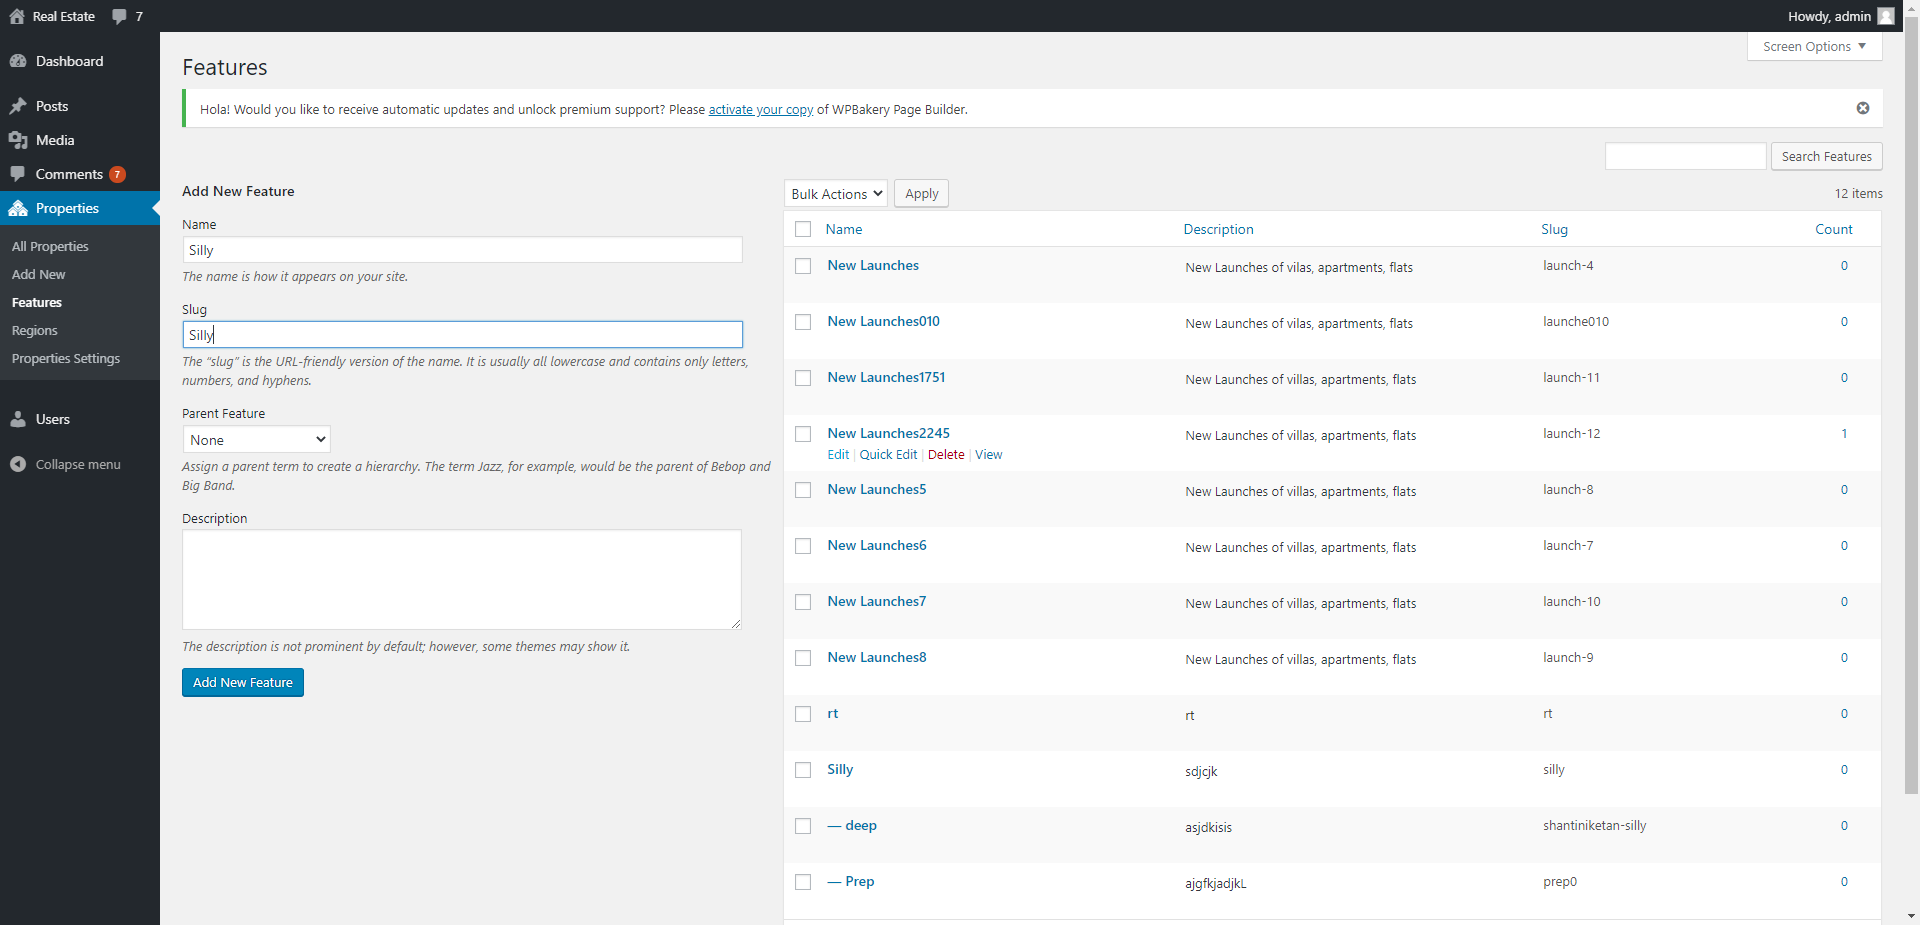 Real Estate 7 Howdy, admin
Screen Options
Dashboard
Posts
Media
Comments 7
Properties
All Properties
Add New
Features
Regions
Properties Settings
Users
Collapse menu
Features
Hola! Would you like to receive automatic updates and unlock premium support? Please activate your copy of WPBakery Page Builder.
Search Features
Add New Feature
Name
Silly
The name is how it appears on your site.
Slug
Silly
The “slug” is the URL-friendly version of the name. It is usually all lowercase and contains only letters,
numbers, and hyphens.
Parent Feature
None
Assign a parent term to create a hierarchy. The term Jazz, for example, would be the parent of Bebop and
Big Band.
Description
The description is not prominent by default; however, some themes may show it.
Add New Feature
Bulk Actions Apply 12 items
Name Description Slug Count
New Launches New Launches of vilas, apartments, flats launch-4 0
New Launches010 New Launches of vilas, apartments, flats launche010 0
New Launches1751 New Launches of villas, apartments, flats launch-11 0
New Launches2245 New Launches of villas, apartments, flats launch-12 1
Edit | Quick Edit | Delete | View
New Launches5 New Launches of villas, apartments, flats launch-8 0
New Launches6 New Launches of villas, apartments, flats launch-7 0
New Launches7 New Launches of villas, apartments, flats launch-10 0
New Launches8 New Launches of villas, apartments, flats launch-9 0
rt rt rt 0
Silly sdjcjk silly 0
— deep asjdkisis shantiniketan-silly 0
— Prep ajgfkjadjkL prep0 0